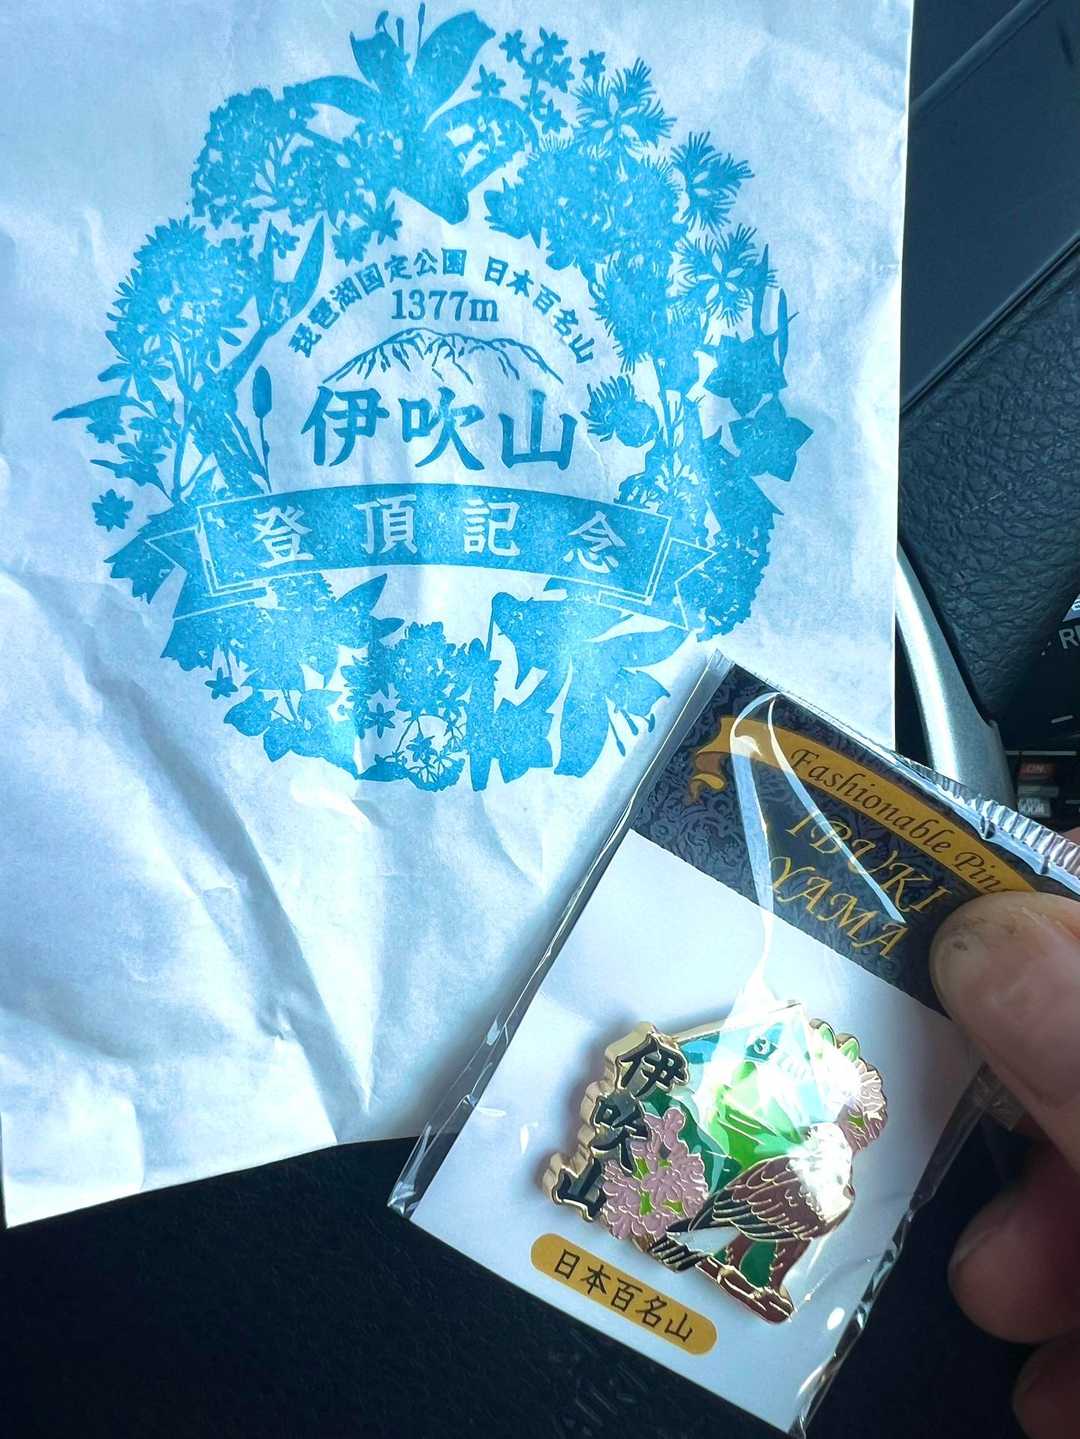 琵琶湖国定公園 日本百名山
1377m
伊吹山
登頂記念
Fashionable Pin
IBUKI
YAMA
伊吹山
日本百名山
ON